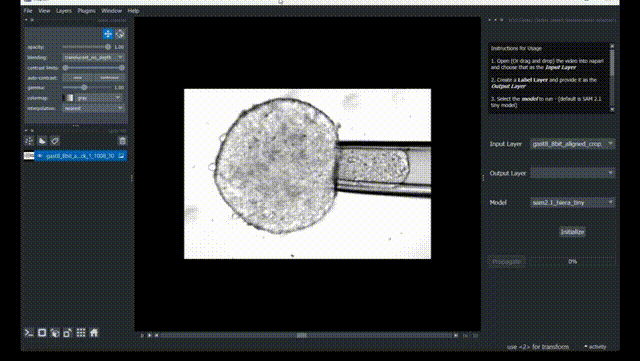 File View Layers Plugins Window Help
opacity: 1.00
blending: translucent_no_depth
contrast limits:
auto-contrast:
gamma: 1.00
colormap: gray
interpolation: nearest
Instructions for Usage
1. Open (Or drag and drop) the video into napari
and choose that as the Input Layer
2. Create a Label Layer and provide it as the
Output Layer
3. Select the model to run - (default is SAM 2.1
tiny model)
Input Layer gast8_8bit_aligned_crop
Output Layer
Model sam2.1_hiera_tiny
Initialize
Propagate 0%
use <2> for transform
activity